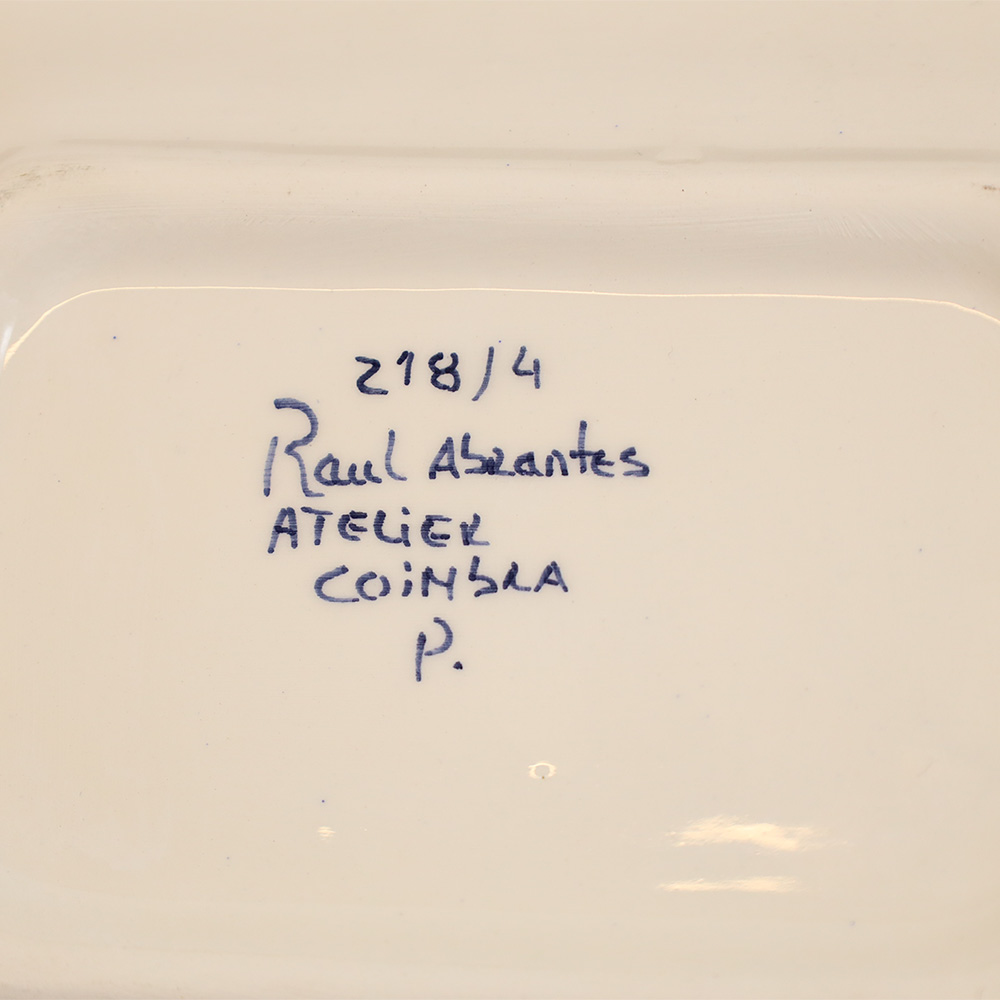 218/4
Raul Abrantes
ATELiER
COiMbRA
P.